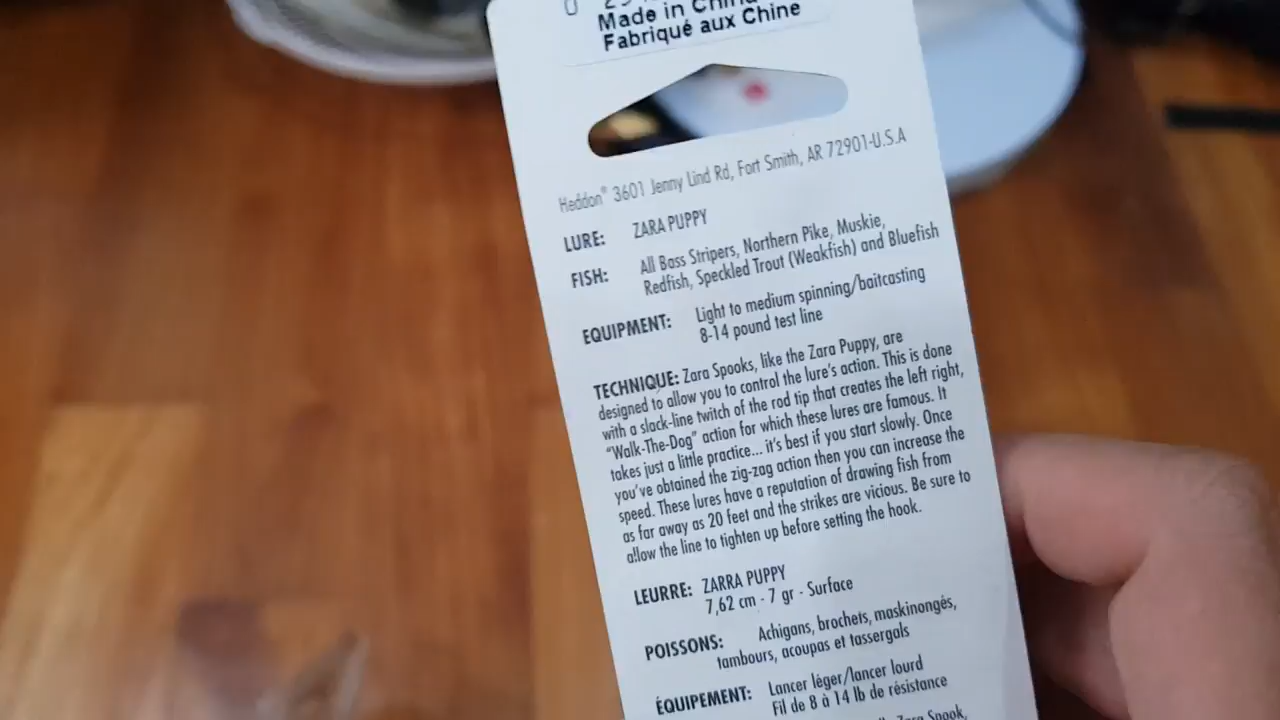 Made in China
Fabriqué aux Chine
Heddon® 3601 Jenny Lind Rd, Fort Smith, AR 72901-U.S.A
LURE: ZARA PUPPY
FISH: All Bass Stripers, Northern Pike, Muskie,
Redfish, Speckled Trout (Weakfish) and Bluefish
EQUIPMENT: Light to medium spinning/baitcasting
8-14 pound test line
TECHNIQUE: Zara Spooks, like the Zara Puppy, are
designed to allow you to control the lure's action. This is done
with a slack-line twitch of the rod tip that creates the left right,
"Walk-The-Dog" action for which these lures are famous. It
takes just a little practice... it's best if you start slowly. Once
you've obtained the zig-zag action then you can increase the
speed. These lures have a reputation of drawing fish from
as far away as 20 feet and the strikes are vicious. Be sure to
allow the line to tighten up before setting the hook.
LEURRE: ZARRA PUPPY
7,62 cm - 7 gr - Surface
POISSONS: Achigans, brochets, maskinongés,
tambours, acoupas et tassergals
ÉQUIPEMENT: Lancer léger/lancer lourd
Fil de 8 à 14 lb de résistance
Zara Spook,